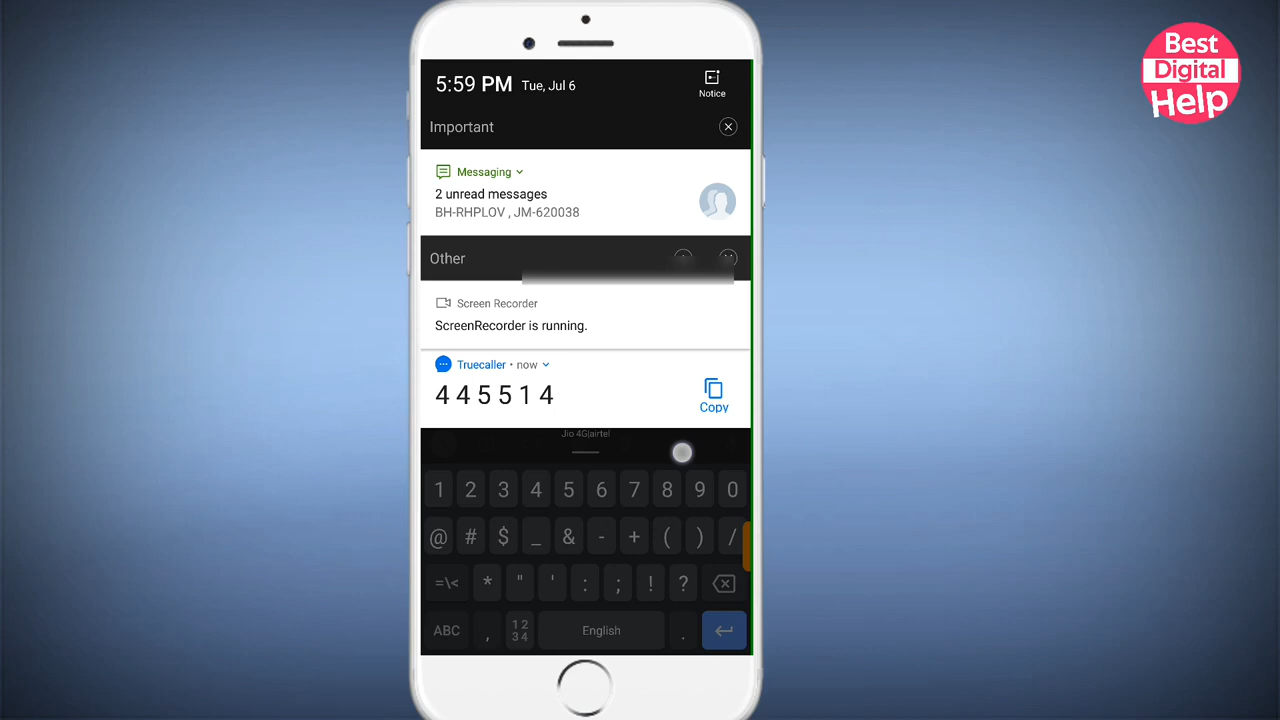 Best
Digital
Help
5:59 PM Tue, Jul 6
Notice
Important
Messaging
2 unread messages
BH-RHPLOV , JM-620038
Other
Screen Recorder
ScreenRecorder is running.
Truecaller • now
4 4 5 5 1 4
Copy
Jio 4G|airtel
1 2 3 4 5 6 7 8 9 0
@ # $ _ & - + ( ) /
=\< * " ' : ; ! ?
ABC , 1 2 3 4 English .